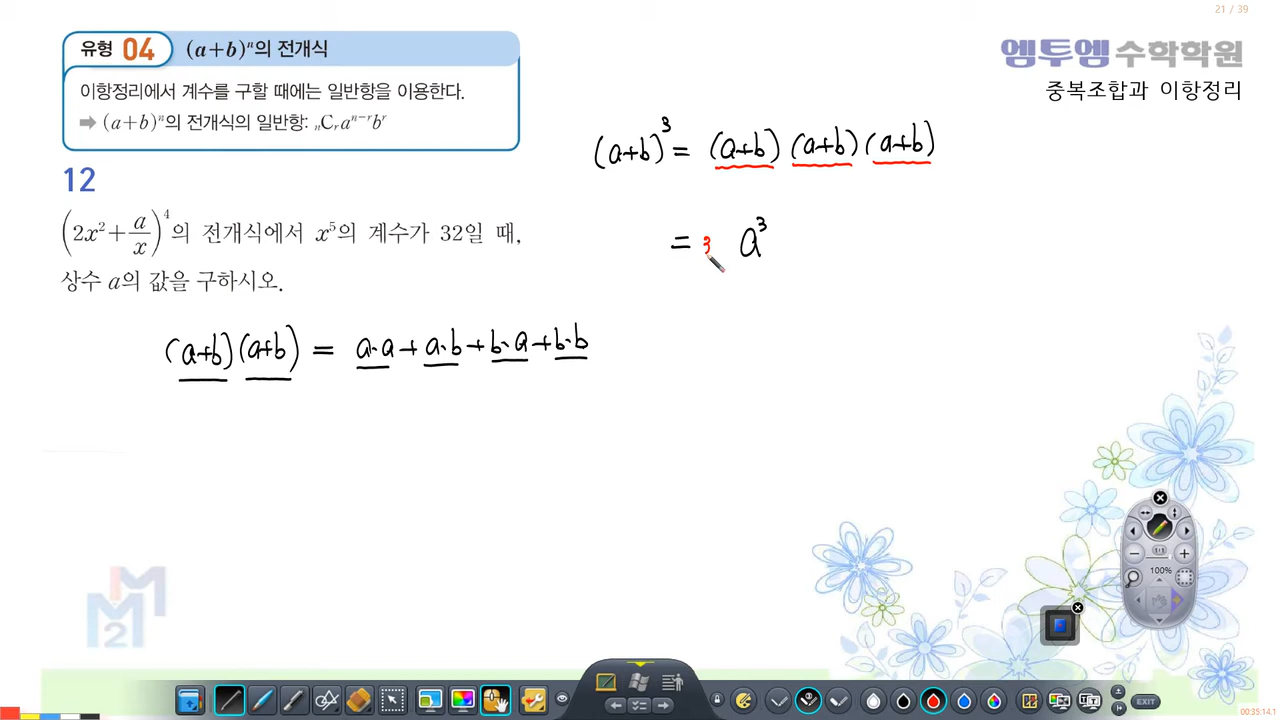 21 / 39
유형 04 (a+b)ⁿ의 전개식
이항정리에서 계수를 구할 때에는 일반항을 이용한다.
➡ (a+b)ⁿ의 전개식의 일반항: ₙCᵣaⁿ⁻ʳbʳ
엠투엠수학학원
중복조합과 이항정리
12
(2x²+a/x)⁴의 전개식에서 x⁵의 계수가 32일 때,
상수 a의 값을 구하시오.
(a+b)³ = (a+b)(a+b)(a+b)
= 3 a³
(a+b)(a+b) = a·a+a·b+b·a+b·b
M2M
1:1
100%
EXIT
00:35:14.1